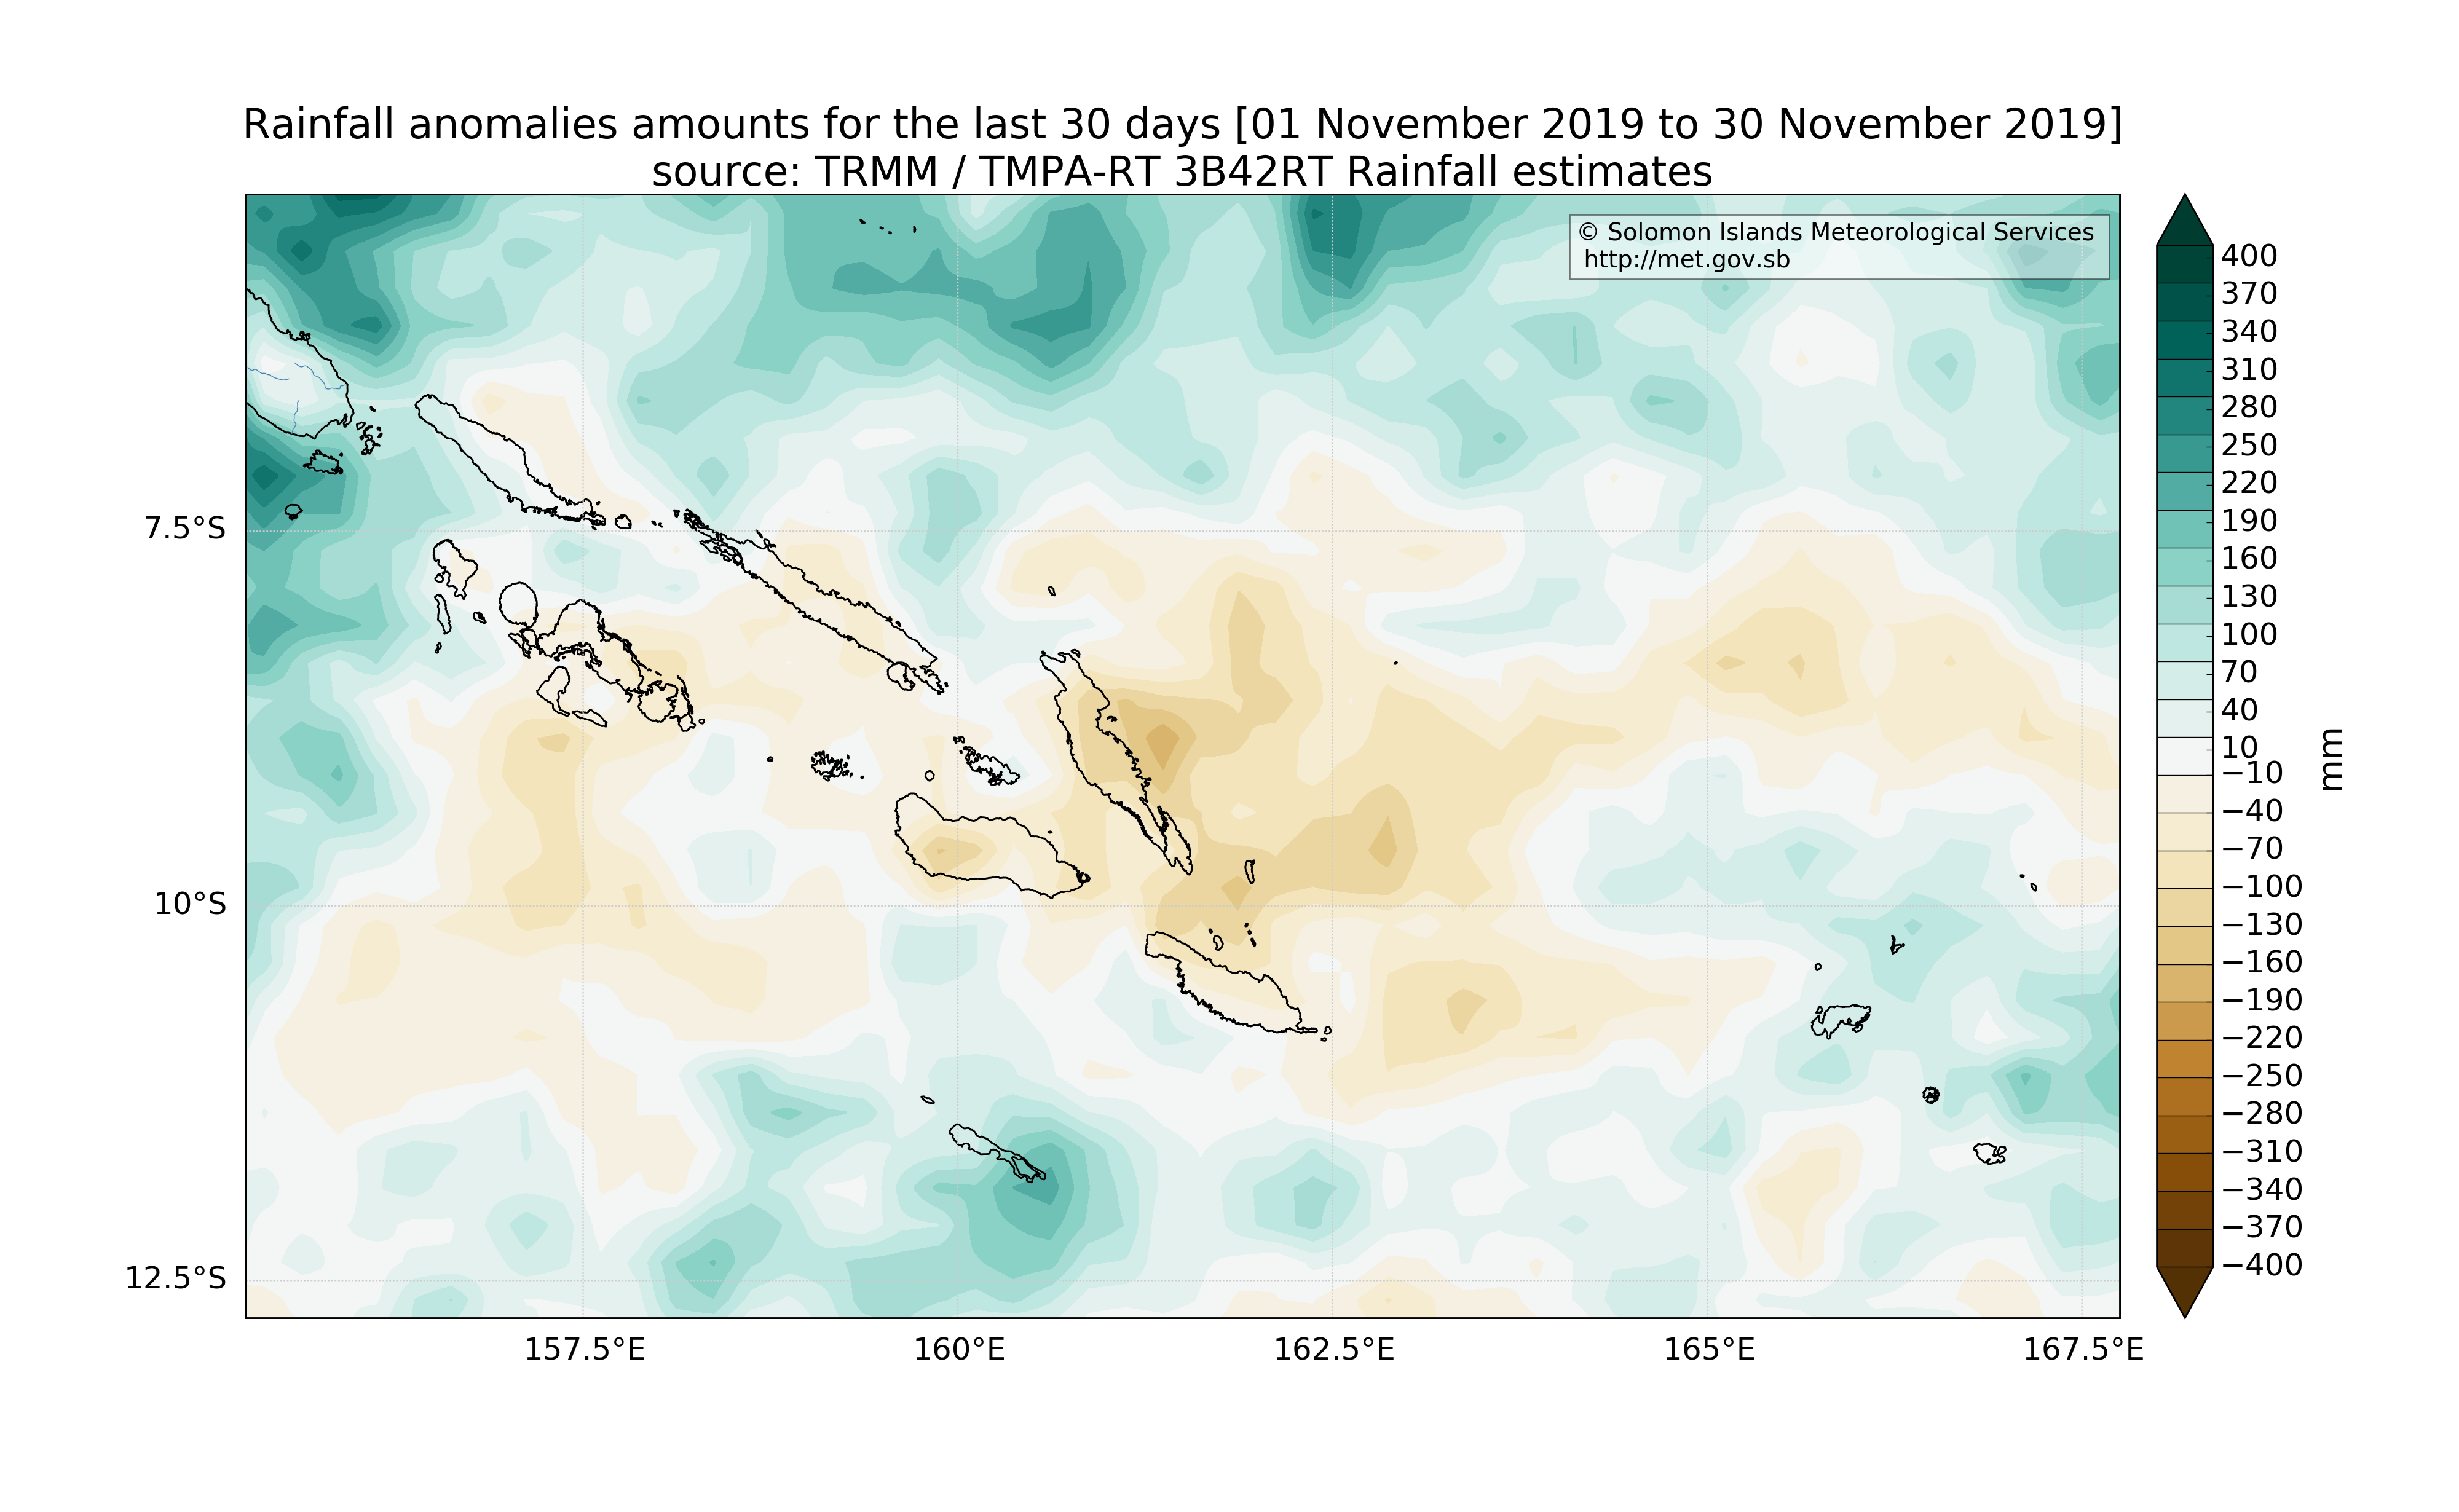 Rainfall anomalies amounts for the last 30 days [01 November 2019 to 30 November 2019]
source: TRMM / TMPA-RT 3B42RT Rainfall estimates
© Solomon Islands Meteorological Services
http://met.gov.sb
7.5°S
10°S
12.5°S
157.5°E
160°E
162.5°E
165°E
167.5°E
400
370
340
310
280
250
220
190
160
130
100
70
40
10
−10
−40
−70
−100
−130
−160
−190
−220
−250
−280
−310
−340
−370
−400
mm